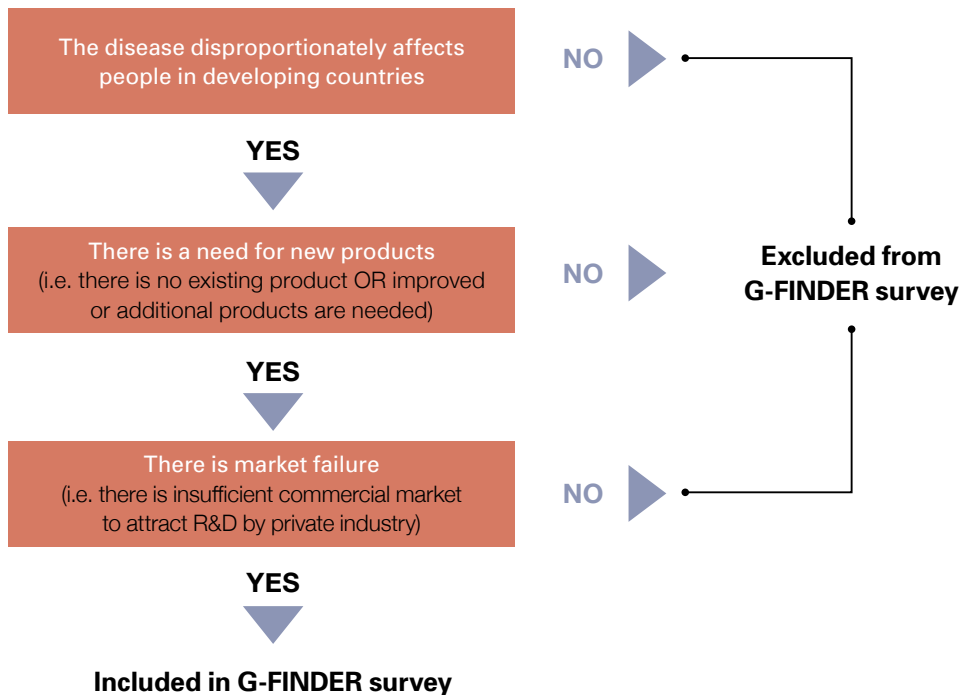 The disease disproportionately affects
people in developing countries
NO
YES
There is a need for new products
(i.e. there is no existing product OR improved
or additional products are needed)
NO
Excluded from
G-FINDER survey
YES
There is market failure
(i.e. there is insufficient commercial market
to attract R&D by private industry)
NO
YES
Included in G-FINDER survey